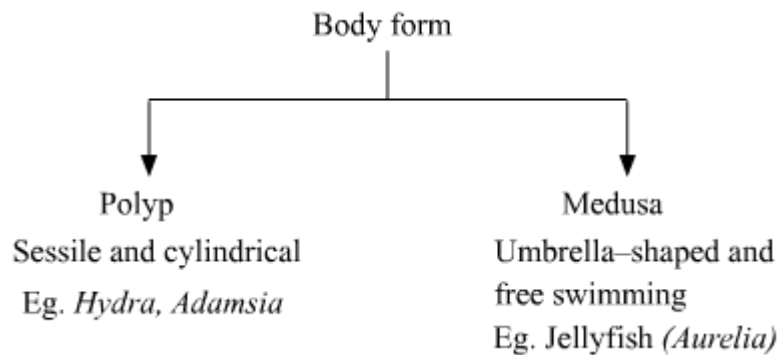 Body form
Polyp
Sessile and cylindrical
Eg. Hydra, Adamsia
Medusa
Umbrella–shaped and
free swimming
Eg. Jellyfish (Aurelia)